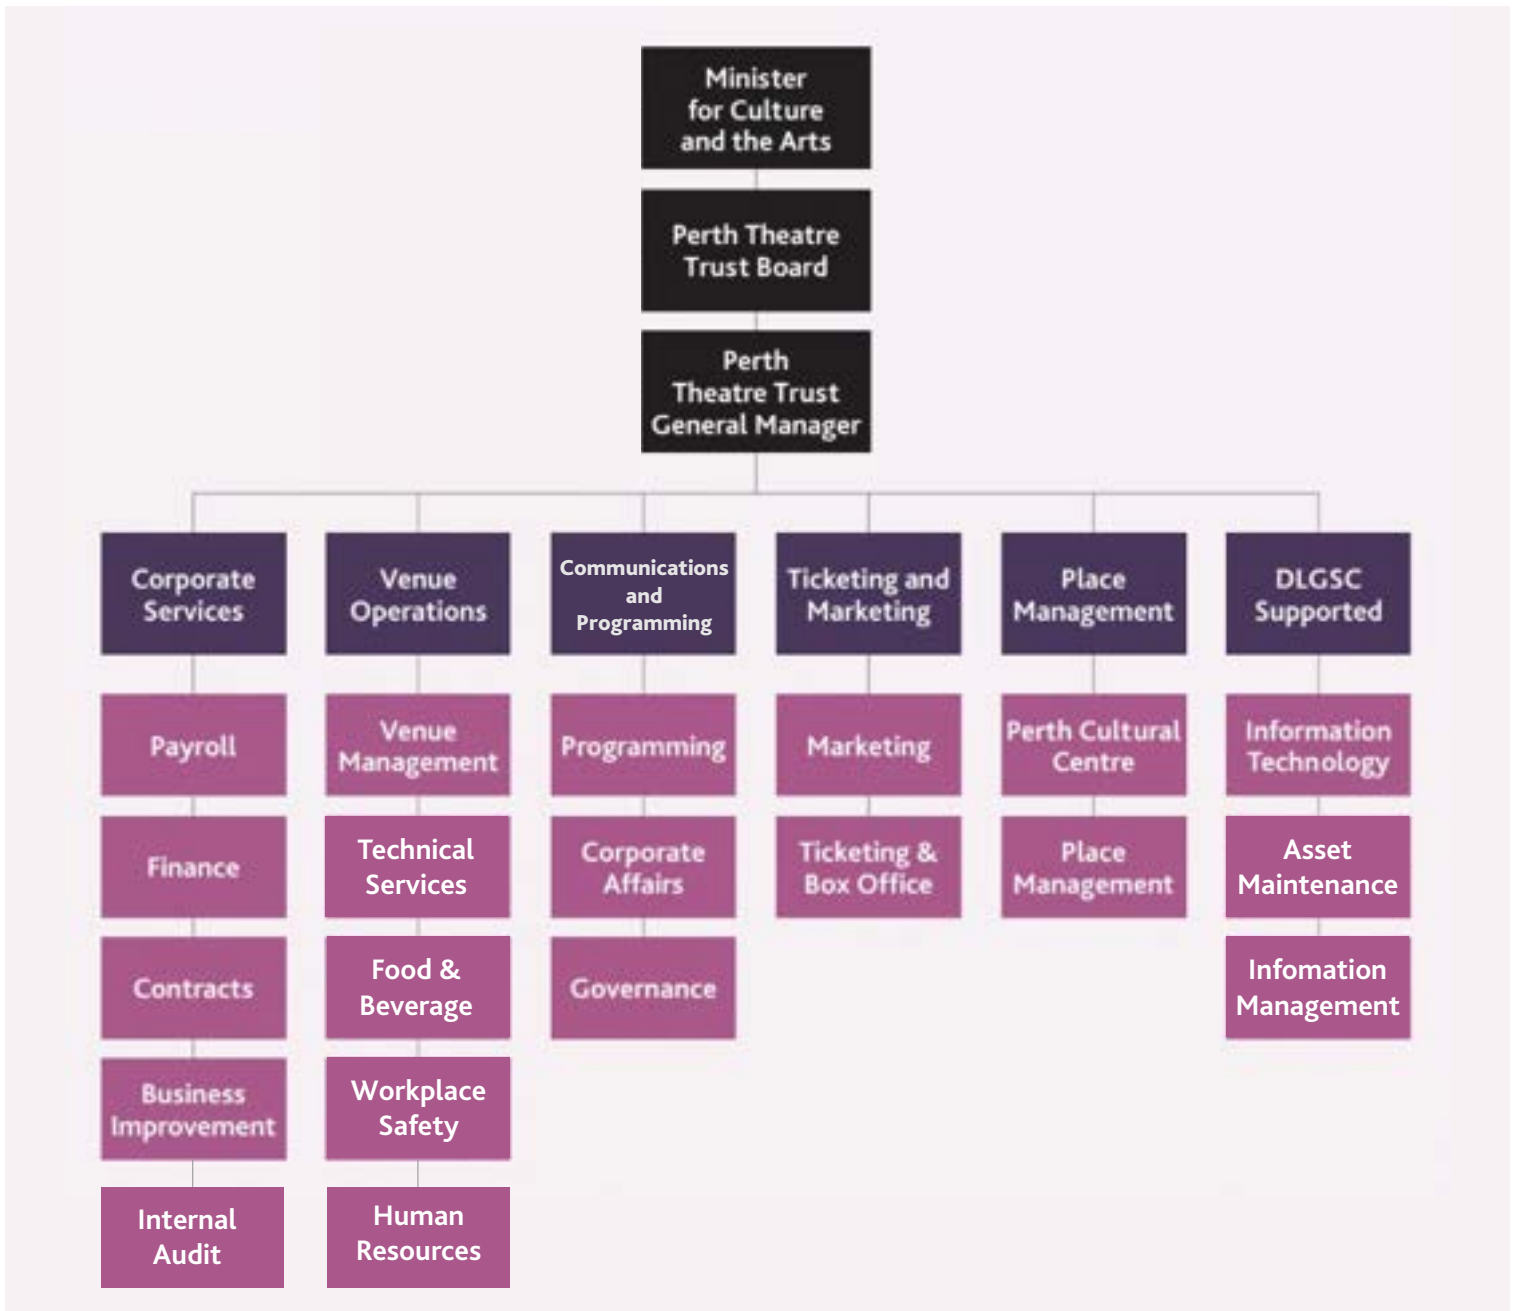 Minister
for Culture
and the Arts
Perth Theatre
Trust Board
Perth
Theatre Trust
General Manager
Corporate
Services
Venue
Operations
Communications
and
Programming
Ticketing and
Marketing
Place
Management
DLGSC
Supported
Payroll
Venue
Management
Programming
Marketing
Perth Cultural
Centre
Information
Technology
Finance
Technical
Services
Corporate
Affairs
Ticketing &
Box Office
Place
Management
Asset
Maintenance
Contracts
Food &
Beverage
Governance
Infomation
Management
Business
Improvement
Workplace
Safety
Internal
Audit
Human
Resources